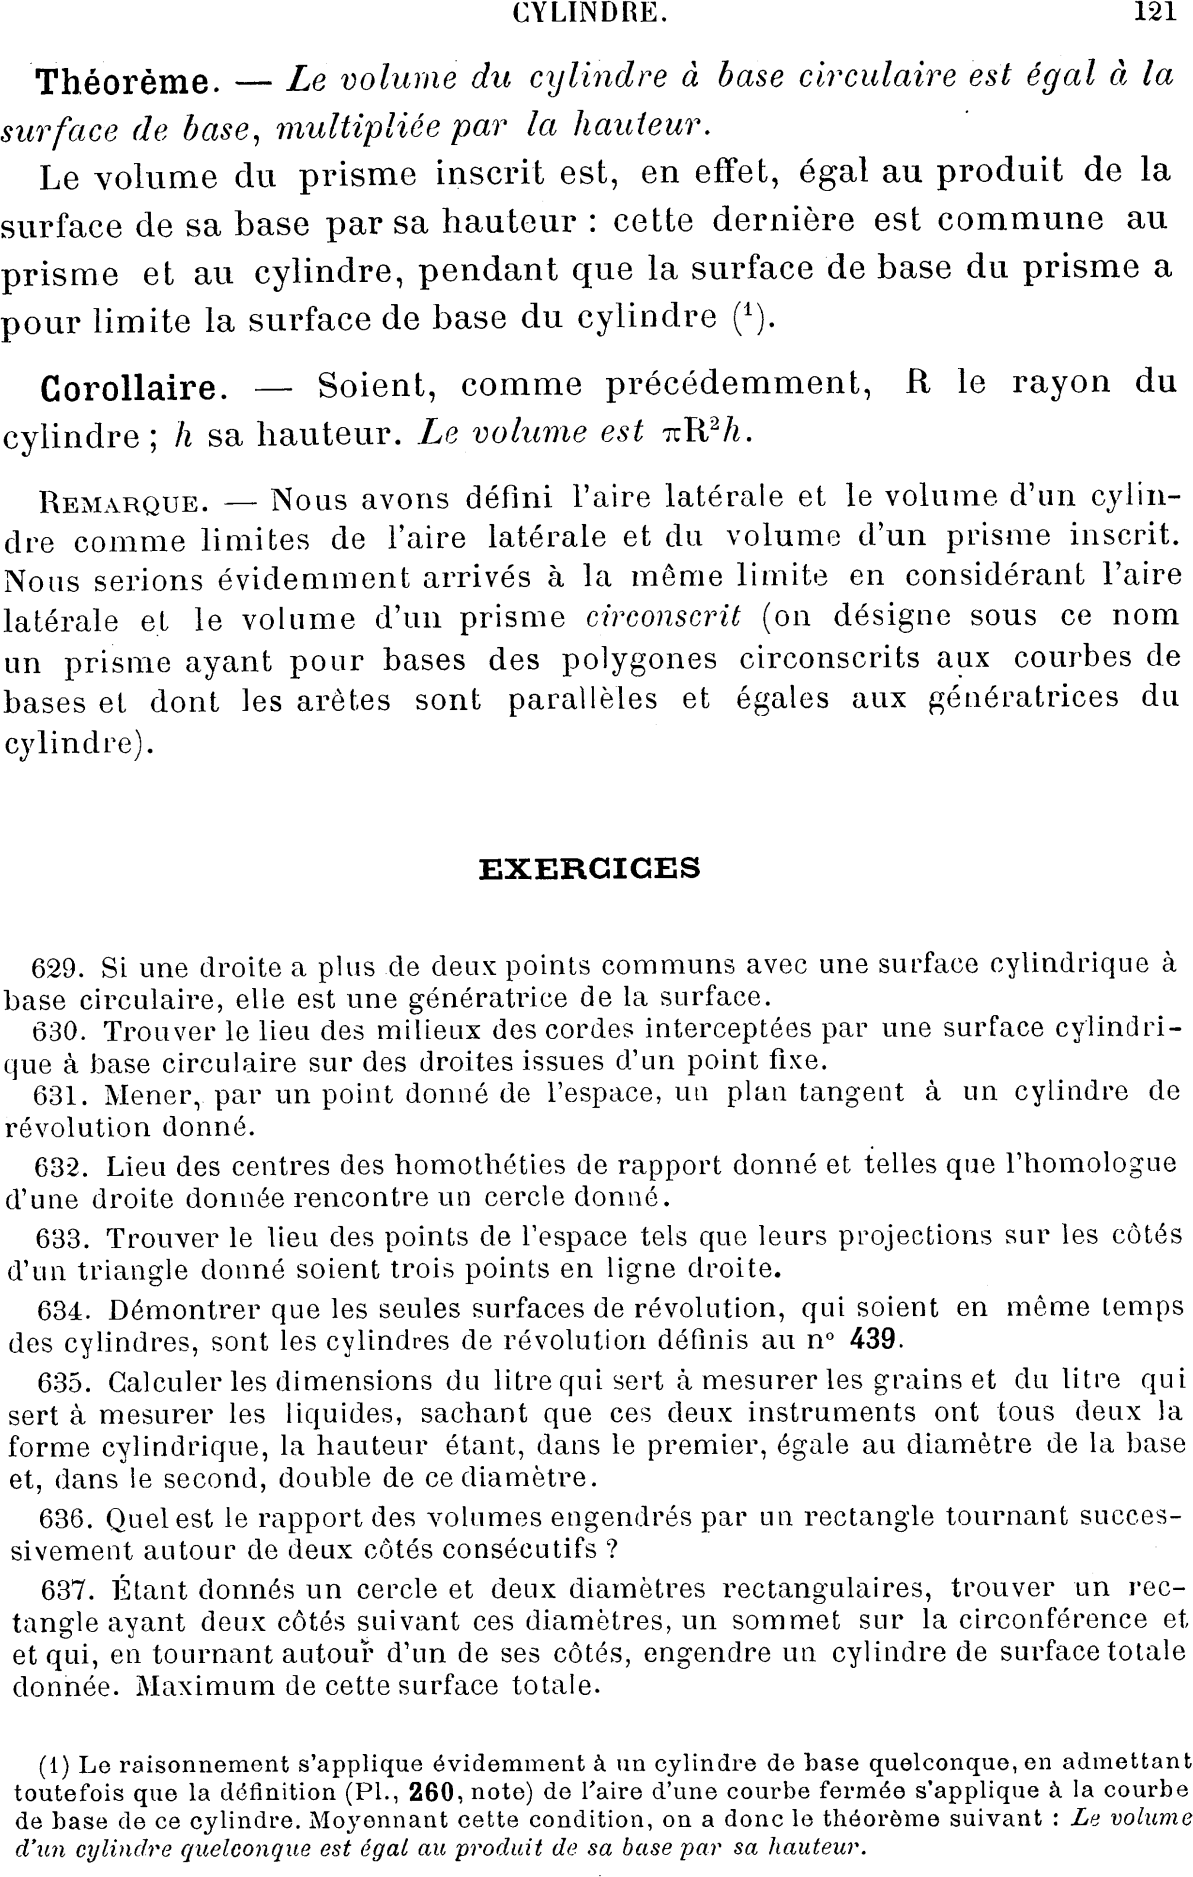 CYLINDRE. 121
Théorème. — Le volume du cylindre à base circulaire est égal à la
surface de base, multipliée par la hauteur.
Le volume du prisme inscrit est, en effet, égal au produit de la
surface de sa base par sa hauteur : cette dernière est commune au
prisme et au cylindre, pendant que la surface de base du prisme a
pour limite la surface de base du cylindre (¹).
Corollaire. — Soient, comme précédemment, R le rayon du
cylindre ; h sa hauteur. Le volume est πR²h.
REMARQUE. — Nous avons défini l'aire latérale et le volume d'un cylin-
dre comme limites de l'aire latérale et du volume d'un prisme inscrit.
Nous serions évidemment arrivés à la même limite en considérant l'aire
latérale et le volume d'un prisme circonscrit (on désigne sous ce nom
un prisme ayant pour bases des polygones circonscrits aux courbes de
bases et dont les arêtes sont parallèles et égales aux génératrices du
cylindre).
EXERCICES
629. Si une droite a plus de deux points communs avec une surface cylindrique à
base circulaire, elle est une génératrice de la surface.
630. Trouver le lieu des milieux des cordes interceptées par une surface cylindri-
que à base circulaire sur des droites issues d'un point fixe.
631. Mener, par un point donné de l'espace, un plan tangent à un cylindre de
révolution donné.
632. Lieu des centres des homothéties de rapport donné et telles que l'homologue
d'une droite donnée rencontre un cercle donné.
633. Trouver le lieu des points de l'espace tels que leurs projections sur les côtés
d'un triangle donné soient trois points en ligne droite.
634. Démontrer que les seules surfaces de révolution, qui soient en même temps
des cylindres, sont les cylindres de révolution définis au n° 439.
635. Calculer les dimensions du litre qui sert à mesurer les grains et du litre qui
sert à mesurer les liquides, sachant que ces deux instruments ont tous deux la
forme cylindrique, la hauteur étant, dans le premier, égale au diamètre de la base
et, dans le second, double de ce diamètre.
636. Quel est le rapport des volumes engendrés par un rectangle tournant succes-
sivement autour de deux côtés consécutifs ?
637. Étant donnés un cercle et deux diamètres rectangulaires, trouver un rec-
tangle ayant deux côtés suivant ces diamètres, un sommet sur la circonférence et
et qui, en tournant autour d'un de ses côtés, engendre un cylindre de surface totale
donnée. Maximum de cette surface totale.
(1) Le raisonnement s'applique évidemment à un cylindre de base quelconque, en admettant
toutefois que la définition (Pl., 260, note) de l'aire d'une courbe fermée s'applique à la courbe
de base de ce cylindre. Moyennant cette condition, on a donc le théorème suivant : Le volume
d'un cylindre quelconque est égal au produit de sa base par sa hauteur.